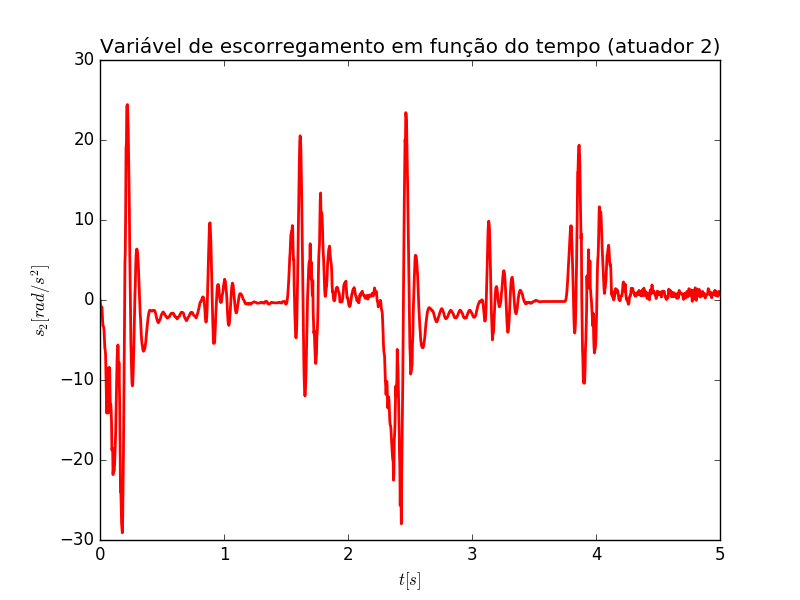 Variável de escorregamento em função do tempo (atuador 2)
30
20
10
0
−10
−20
−30
s₂[rad/s²]
0 1 2 3 4 5
t[s]